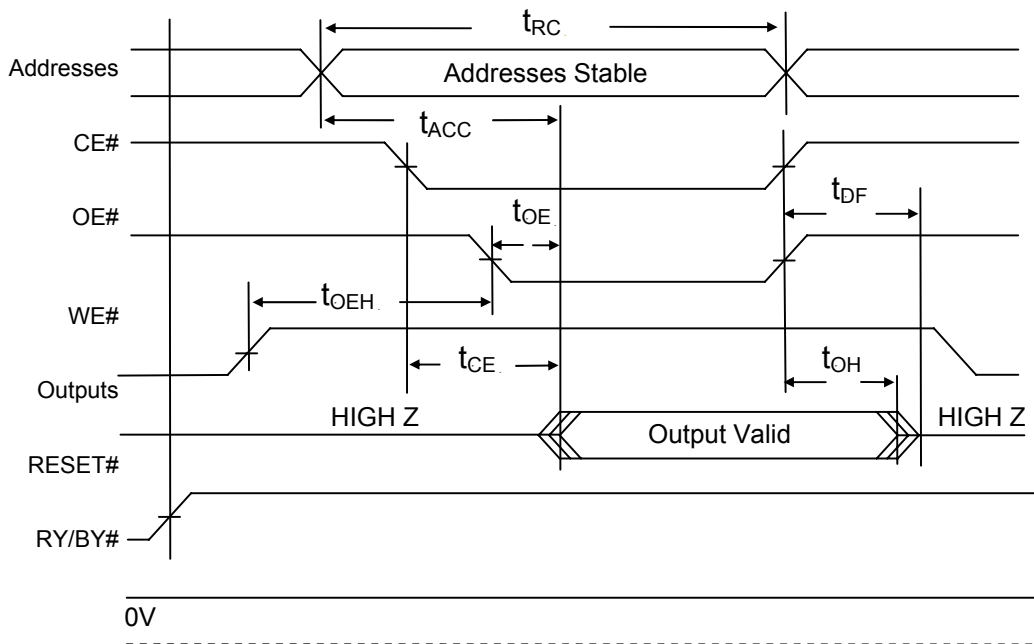 tRC
Addresses
Addresses Stable
tACC
CE#
tDF
OE#
tOE
tOEH
WE#
tCE
tOH
Outputs
HIGH Z
Output Valid
HIGH Z
RESET#
RY/BY#
0V